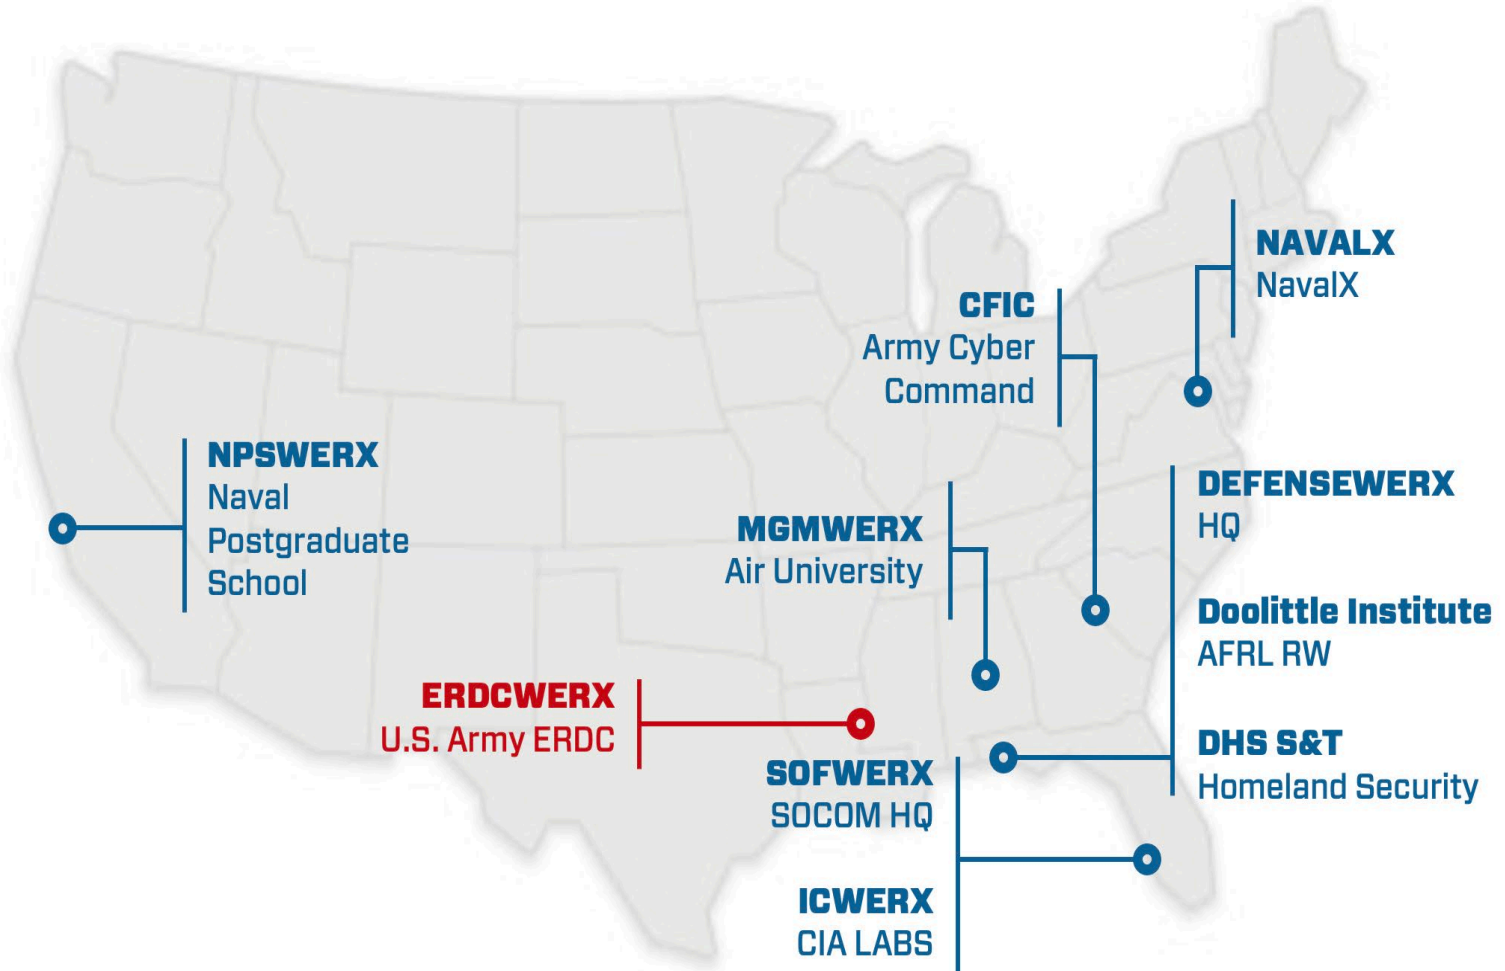 NAVALX
NavalX
CFIC
Army Cyber
Command
NPSWERX
Naval
Postgraduate
School
MGMWERX
Air University
DEFENSEWERX
HQ
Doolittle Institute
AFRL RW
DHS S&T
Homeland Security
ERDCWERX
U.S. Army ERDC
SOFWERX
SOCOM HQ
ICWERX
CIA LABS